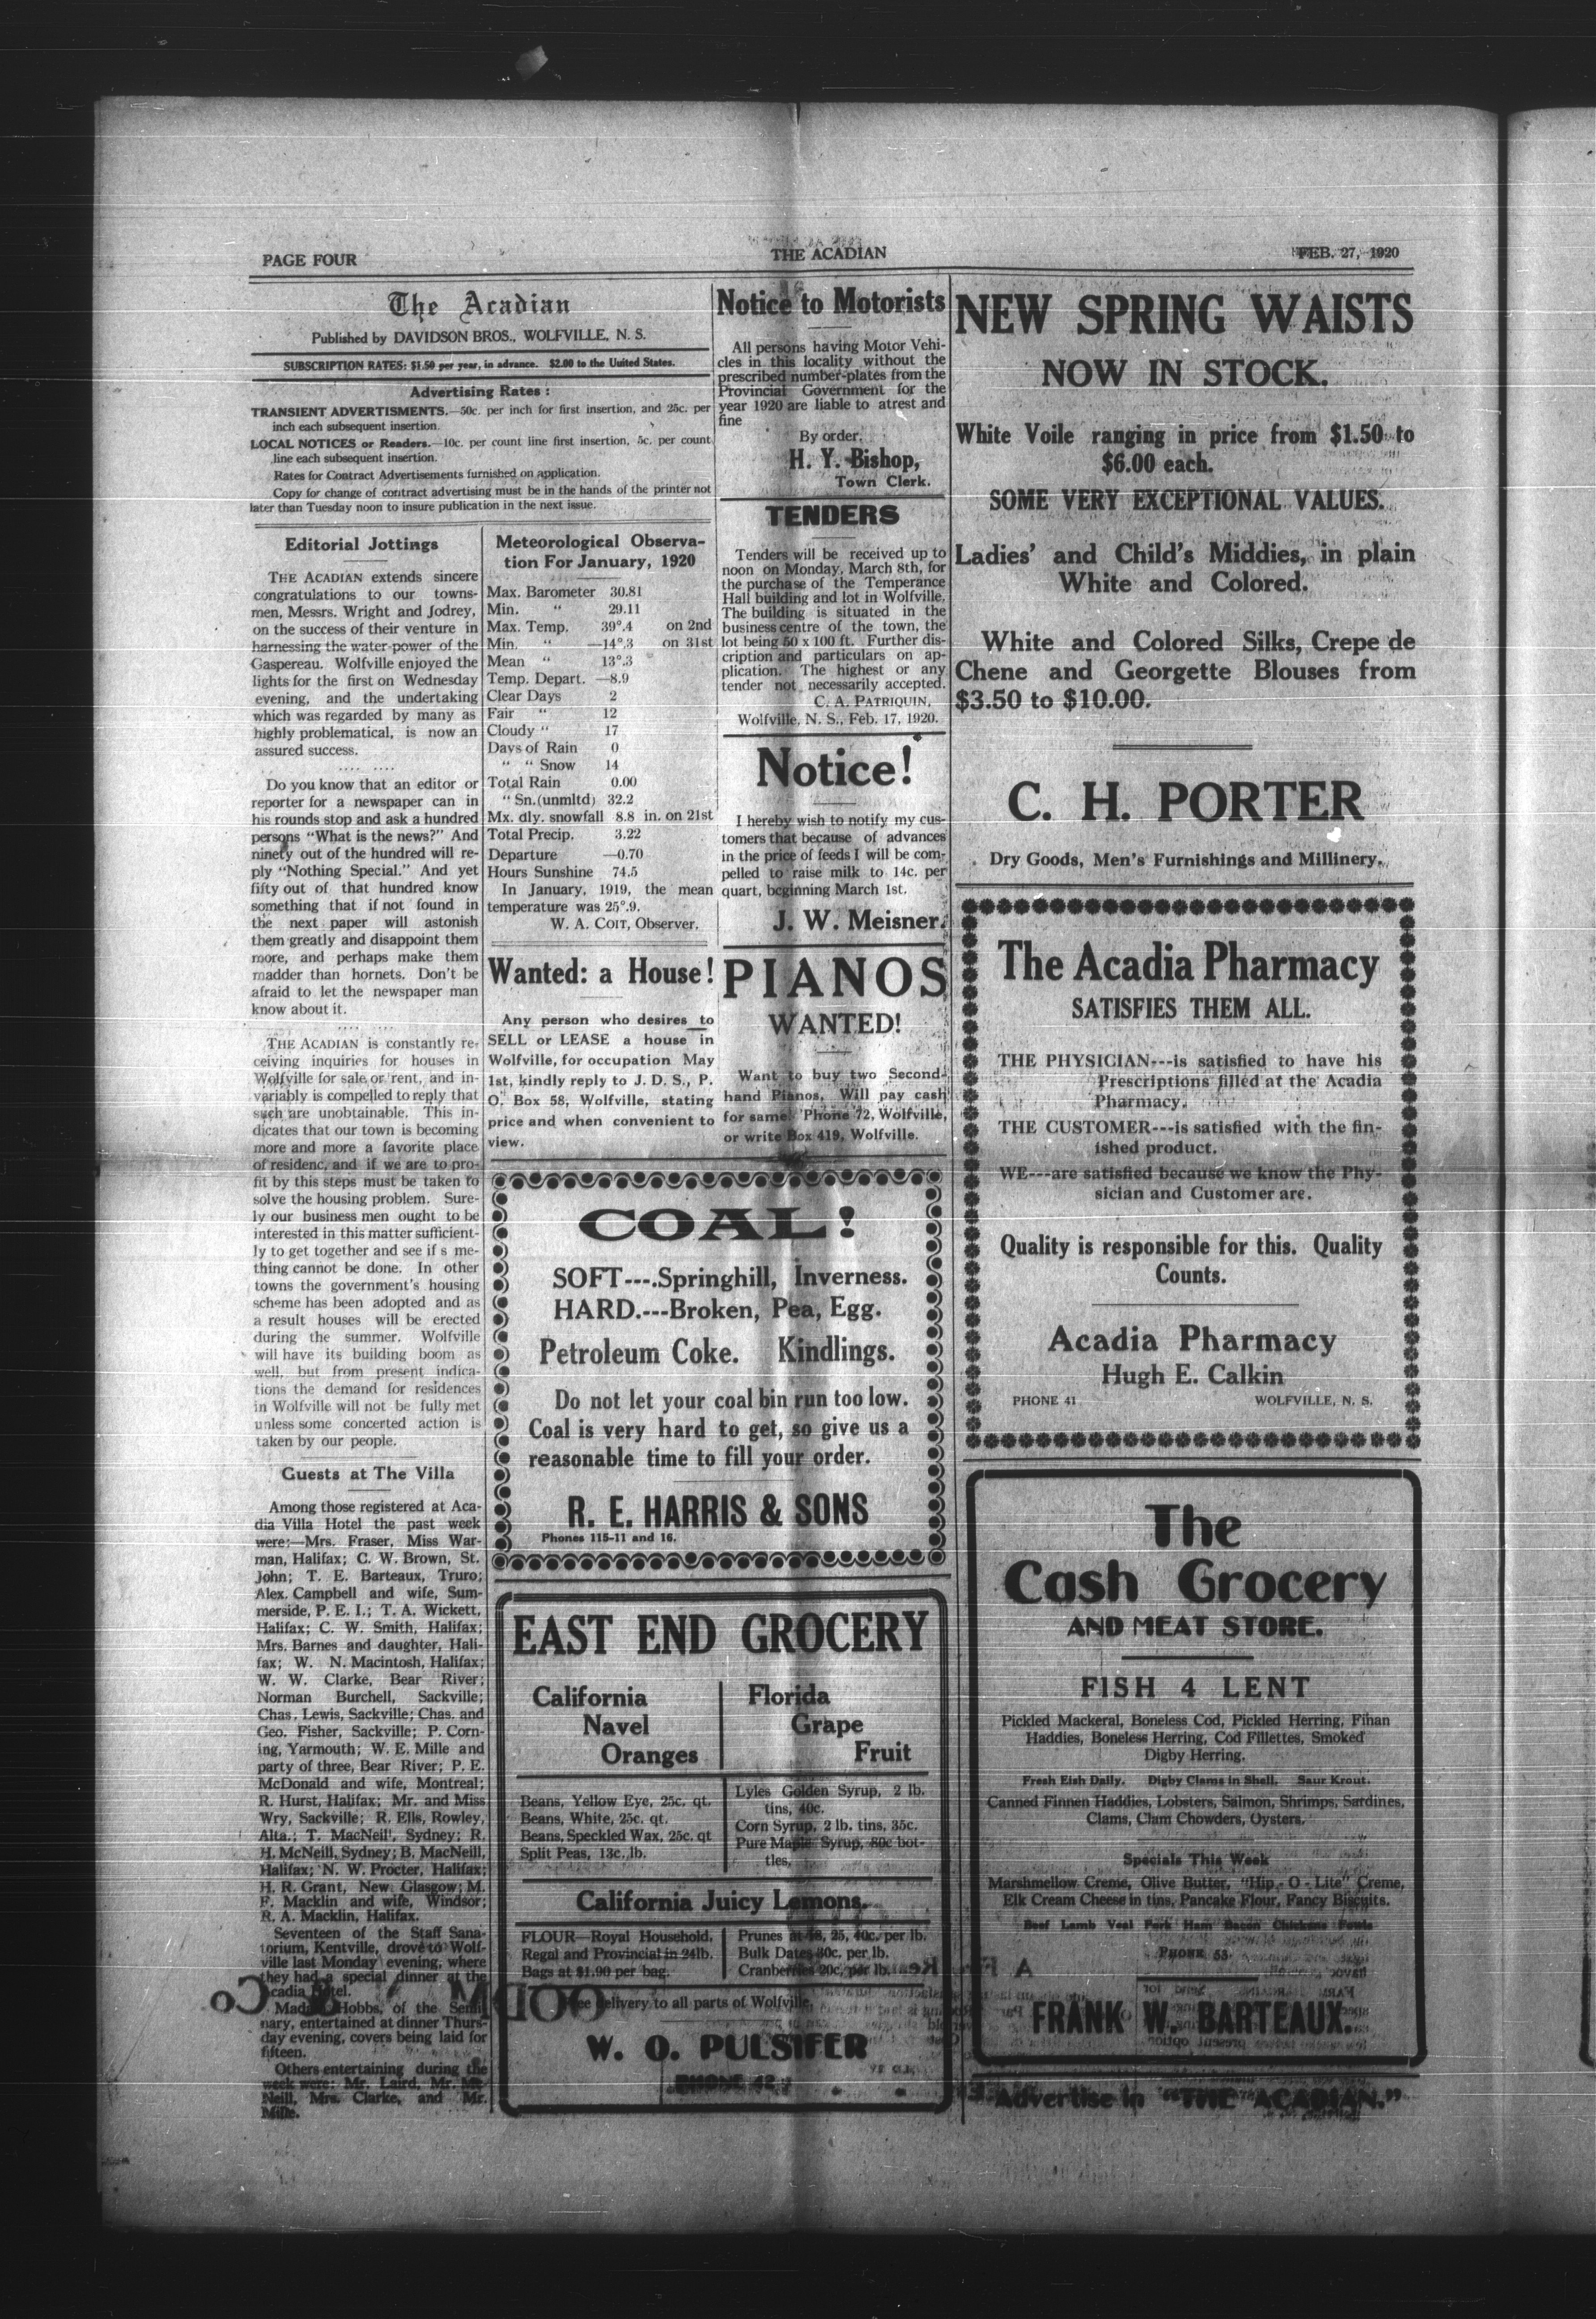 PAGE FOUR
THE ACADIAN
FEB. 27, 1920
The Acadian
Published by DAVIDSON BROS., WOLFVILLE, N. S.
SUBSCRIPTION RATES: $1.50 per year, in advance. $2.00 to the United States.
Advertising Rates :
TRANSIENT ADVERTISMENTS.—50c. per inch for first insertion, and 25c. per
inch each subsequent insertion.
LOCAL NOTICES or Readers.—10c. per count line first insertion, 5c. per count
line each subsequent insertion.
Rates for Contract Advertisements furnished on application.
Copy for change of contract advertising must be in the hands of the printer not
later than Tuesday noon to insure publication in the next issue.
Editorial Jottings
THE ACADIAN extends sincere
congratulations to our towns-
men, Messrs. Wright and Jodrey,
on the success of their venture in
harnessing the water-power of the
Gaspereau. Wolfville enjoyed the
lights for the first on Wednesday
evening, and the undertaking
which was regarded by many as
highly problematical, is now an
assured success.
.... ....
Do you know that an editor or
reporter for a newspaper can in
his rounds stop and ask a hundred
persons "What is the news?" And
ninety out of the hundred will re-
ply "Nothing Special." And yet
fifty out of that hundred know
something that if not found in
the next paper will astonish
them greatly and disappoint them
more, and perhaps make them
madder than hornets. Don't be
afraid to let the newspaper man
know about it.
.... ....
THE ACADIAN is constantly re-
ceiving inquiries for houses in
Wolfville for sale or rent, and in-
variably is compelled to reply that
such are unobtainable. This in-
dicates that our town is becoming
more and more a favorite place
of residenc, and if we are to pro-
fit by this steps must be taken to
solve the housing problem. Sure-
ly our business men ought to be
interested in this matter sufficient-
ly to get together and see if s me-
thing cannot be done. In other
towns the government's housing
scheme has been adopted and as
a result houses will be erected
during the summer. Wolfville
will have its building boom as
well, but from present indica-
tions the demand for residences
in Wolfville will not be fully met
unless some concerted action is
taken by our people.
Guests at The Villa
Among those registered at Aca-
dia Villa Hotel the past week
were:—Mrs. Fraser, Miss War-
man, Halifax; C. W. Brown, St.
John; T. E. Barteaux, Truro;
Alex. Campbell and wife, Sum-
merside, P. E. I.; T. A. Wickett,
Halifax; C. W. Smith, Halifax;
Mrs. Barnes and daughter, Hali-
fax; W. N. Macintosh, Halifax;
W. W. Clarke, Bear River;
Norman Burchell, Sackville;
Chas. Lewis, Sackville; Chas. and
Geo. Fisher, Sackville; P. Corn-
ing, Yarmouth; W. E. Mille and
party of three, Bear River; P. E.
McDonald and wife, Montreal;
R. Hurst, Halifax; Mr. and Miss
Wry, Sackville; R. Ells, Rowley,
Alta.; T. MacNeil', Sydney; R.
H. McNeill, Sydney; B. MacNeill,
Halifax; N. W. Procter, Halifax;
H. R. Grant, New Glasgow; M.
F. Macklin and wife, Windsor;
R. A. Macklin, Halifax.
Seventeen of the Staff Sana-
torium, Kentville, drove to Wolf-
ville last Monday evening, where
they had a special dinner at the
Acadia Hotel.
Hobbs, of the Semi-
nary, entertained at dinner Thurs-
day evening, covers being laid for
fifteen.
Others entertaining during the
week were: Mr. Laird, Mr. Mc-
Neill, Mrs. Clarke, and Mr.
Mille.
Meteorological Observa-
tion For January, 1920
Max. Barometer 30.81
Min. " 29.11
Max. Temp. 39°.4 on 2nd
Min. " —14°.3 on 31st
Mean " 13°.3
Temp. Depart. —8.9
Clear Days 2
Fair " 12
Cloudy " 17
Days of Rain 0
" " Snow 14
Total Rain 0.00
" Sn.(unmltd) 32.2
Mx. dly. snowfall 8.8 in. on 21st
Total Precip. 3.22
Departure —0.70
Hours Sunshine 74.5
In January, 1919, the mean
temperature was 25°.9.
W. A. COIT, Observer.
Wanted: a House!
Any person who desires to
SELL or LEASE a house in
Wolfville, for occupation May
1st, kindly reply to J. D. S., P.
O. Box 58, Wolfville, stating
price and when convenient to
view.
Notice to Motorists
All persons having Motor Vehi-
cles in this locality without the
prescribed number-plates from the
Provincial Government for the
year 1920 are liable to atrest and
fine
By order.
H. Y. Bishop,
Town Clerk.
TENDERS
Tenders will be received up to
noon on Monday, March 8th, for
the purchase of the Temperance
Hall building and lot in Wolfville.
The building is situated in the
business centre of the town, the
lot being 50 x 100 ft. Further dis-
cription and particulars on ap-
plication. The highest or any
tender not necessarily accepted.
C. A. PATRIQUIN,
Wolfville, N. S., Feb. 17, 1920.
Notice!
I hereby wish to notify my cus-
tomers that because of advances
in the price of feeds I will be com-
pelled to raise milk to 14c. per
quart, beginning March 1st.
J. W. Meisner.
PIANOS
WANTED!
Want to buy two Second-
hand Pianos, Will pay cash
for same. Phone 72, Wolfville,
or write Box 419, Wolfville.
COAL!
SOFT---.Springhill, Inverness.
HARD.---Broken, Pea, Egg.
Petroleum Coke. Kindlings.
Do not let your coal bin run too low.
Coal is very hard to get, so give us a
reasonable time to fill your order.
R. E. HARRIS & SONS
Phones 115-11 and 16.
EAST END GROCERY
California
Navel
Oranges
Florida
Grape
Fruit
Beans, Yellow Eye, 25c. qt.
Beans, White, 25c. qt.
Beans, Speckled Wax, 25c. qt
Split Peas, 13c. lb.
Lyles Golden Syrup, 2 lb.
tins, 40c.
Corn Syrup, 2 lb. tins, 35c.
Pure Maple Syrup, 80c bot-
tles,
California Juicy Lemons.
FLOUR—Royal Household,
Regal and Provincial in 24lb.
Bags at $1.90 per bag.
Prunes at 18, 25, 40c. per lb.
Bulk Dates 30c. per lb.
Cranberries 20c, per lb.
delivery to all parts of Wolfville.
W. O. PULSIFER
PHONE 42.
NEW SPRING WAISTS
NOW IN STOCK.
White Voile ranging in price from $1.50 to
$6.00 each.
SOME VERY EXCEPTIONAL VALUES.
Ladies' and Child's Middies, in plain
White and Colored.
White and Colored Silks, Crepe de
Chene and Georgette Blouses from
$3.50 to $10.00.
C. H. PORTER
Dry Goods, Men's Furnishings and Millinery.
The Acadia Pharmacy
SATISFIES THEM ALL.
THE PHYSICIAN---is satisfied to have his
Prescriptions filled at the Acadia
Pharmacy.
THE CUSTOMER---is satisfied with the fin-
ished product.
WE---are satisfied because we know the Phy-
sician and Customer are.
Quality is responsible for this. Quality
Counts.
Acadia Pharmacy
Hugh E. Calkin
PHONE 41
WOLFVILLE, N. S.
The
Cash Grocery
AND MEAT STORE.
FISH 4 LENT
Pickled Mackeral, Boneless Cod, Pickled Herring, Fihan
Haddies, Boneless Herring, Cod Fillettes, Smoked
Digby Herring.
Fresh Eish Daily. Digby Clams in Shell. Saur Krout.
Canned Finnen Haddies, Lobsters, Salmon, Shrimps, Sardines,
Clams, Clam Chowders, Oysters.
Specials This Week
Marshmellow Creme, Olive Butter, "Hip-O-Lite" Creme,
Elk Cream Cheese in tins, Pancake Flour, Fancy Biscuits.
Beef Lamb Veal Pork Ham Bacon Chickens Fowls
PHONE 53.
FRANK W. BARTEAUX.
Advertise in "THE ACADIAN."